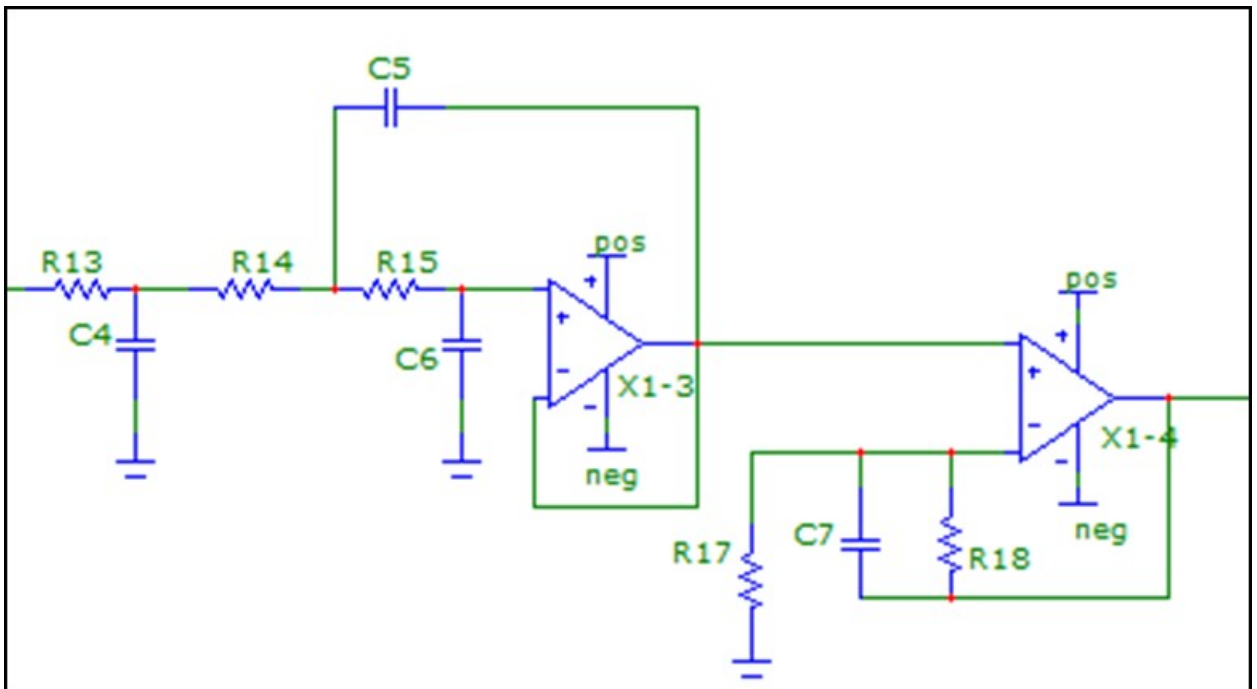 C5
R13
R14
R15
pos
+
C4
C6
+
-
X1-3
-
neg
pos
+
+
-
X1-4
-
neg
R17
C7
R18